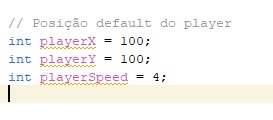 // Posição default do player
int playerX = 100;
int playerY = 100;
int playerSpeed = 4;